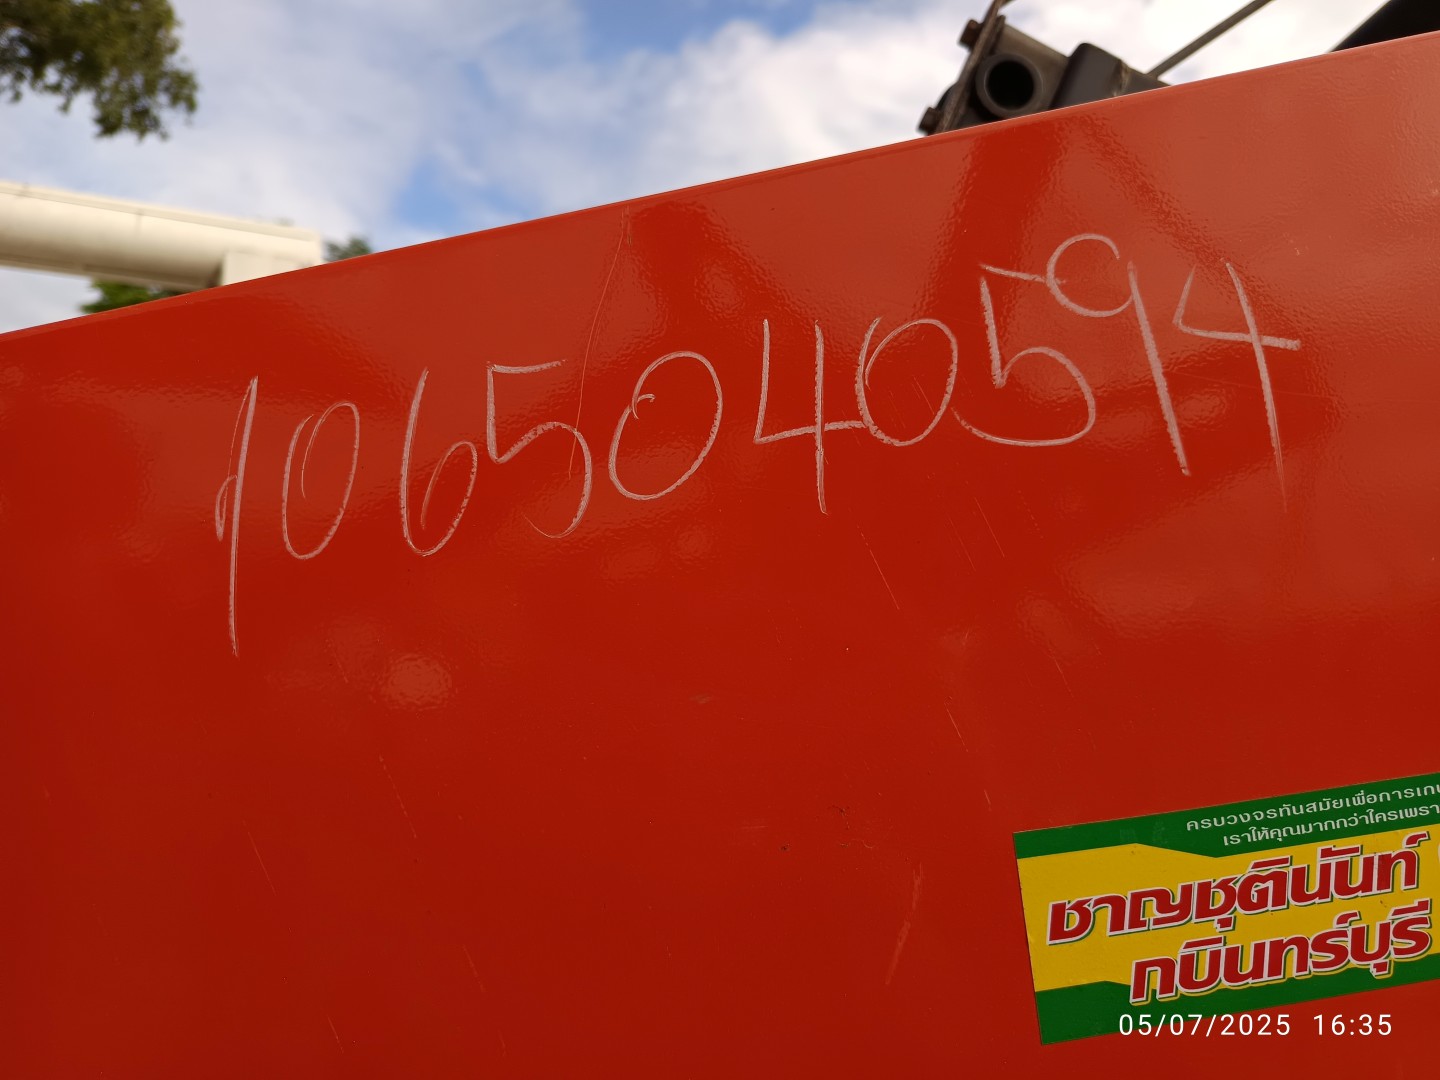 1065040594
ครบวงจรทันสมัยเพื่อการเกษ
เราให้คุณมากกว่าใครเพรา
ชาญชุตินันท์
กบินทร์บุรี
05/07/2025 16:35